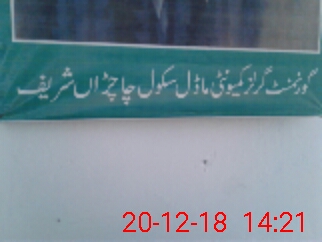 گورنمنٹ گرلز کمیونٹی ماڈل سکول چاچڑاں شریف
20-12-18 14:21